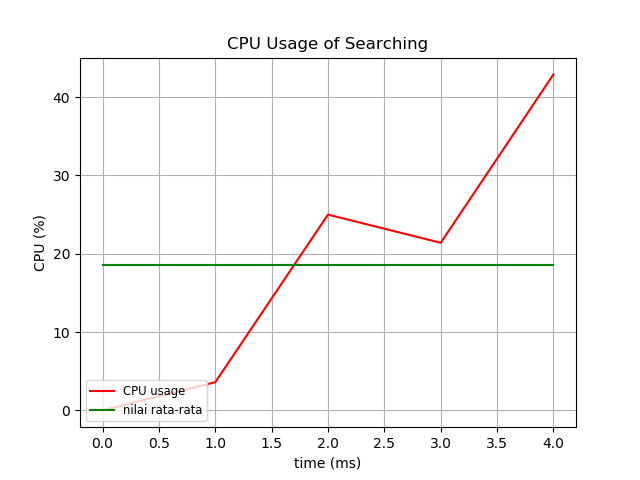 CPU Usage of Searching
CPU (%)
40
30
20
10
0
CPU usage
nilai rata-rata
0.0 0.5 1.0 1.5 2.0 2.5 3.0 3.5 4.0
time (ms)